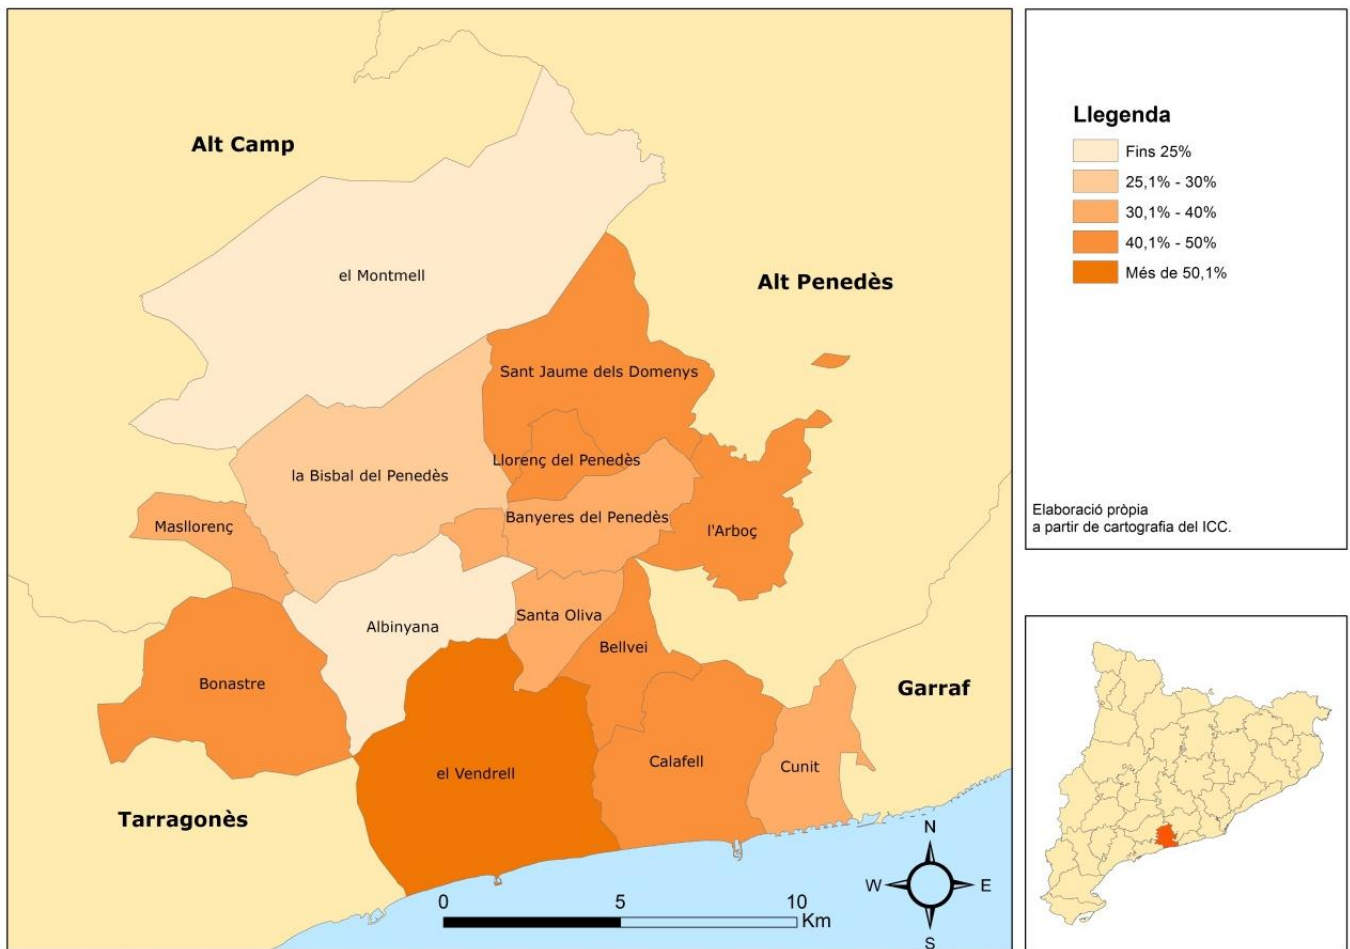 Alt Camp
el Montmell
Alt Penedès
Sant Jaume dels Domenys
Llorenç del Penedès
la Bisbal del Penedès
Masllorenç
Banyeres del Penedès
l'Arboç
Albinyana
Santa Oliva
Bellvei
Bonastre
Garraf
el Vendrell
Calafell
Cunit
Tarragonès
N
W
E
S
0 5 10
Km
Llegenda
Fins 25%
25,1% - 30%
30,1% - 40%
40,1% - 50%
Més de 50,1%
Elaboració pròpia
a partir de cartografia del ICC.